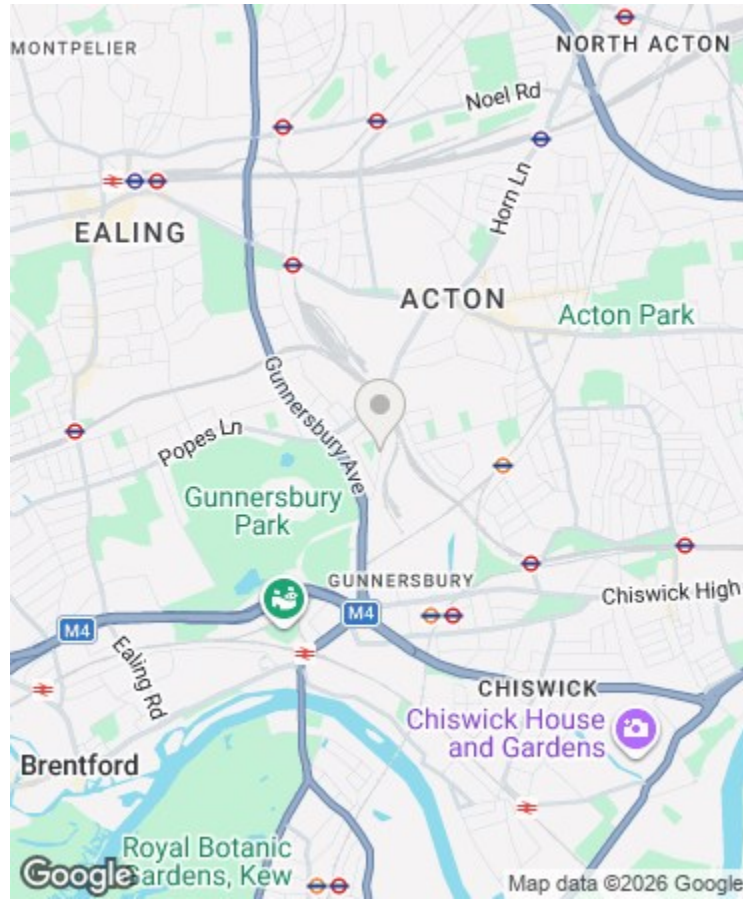 MONTPELIER
NORTH ACTON
Noel Rd
Horn Ln
EALING
ACTON
Acton Park
Gunnersbury Ave
Popes Ln
Gunnersbury
Park
GUNNERSBURY
Chiswick High
M4
M4
Ealing Rd
CHISWICK
Chiswick House
and Gardens
Brentford
Royal Botanic
Gardens, Kew
Google
Map data ©2026 Google